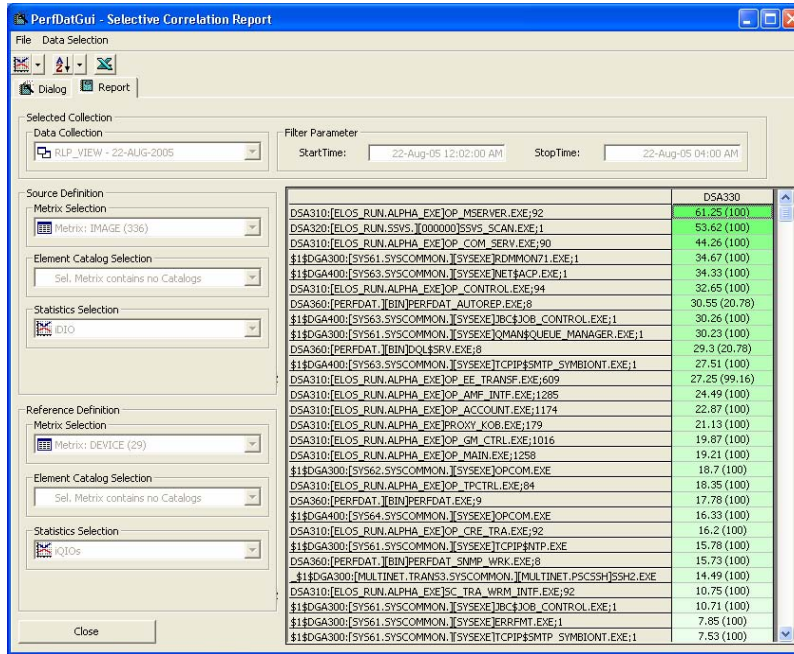 PerfDatGui - Selective Correlation Report
File Data Selection
Dialog Report
Selected Collection
Data Collection
RLP_VIEW - 22-AUG-2005
Filter Parameter
StartTime: 22-Aug-05 12:02:00 AM StopTime: 22-Aug-05 04:00 AM
Source Definition
Metrix Selection
Metrix: IMAGE (336)
Element Catalog Selection
Sel. Metrix contains no Catalogs
Statistics Selection
iDIO
Reference Definition
Metrix Selection
Metrix: DEVICE (29)
Element Catalog Selection
Sel. Metrix contains no Catalogs
Statistics Selection
iQIOs
Close
DSA330
DSA310:[ELOS_RUN.ALPHA_EXE]OP_MSERVER.EXE;92 61.25 (100)
DSA320:[ELOS_RUN.SSVS.][000000]SSVS_SCAN.EXE;1 53.62 (100)
DSA310:[ELOS_RUN.ALPHA_EXE]OP_COM_SERV.EXE;90 44.26 (100)
$1$DGA300:[SYS61.SYSCOMMON.][SYSEXE]RDMMON71.EXE;1 34.67 (100)
$1$DGA400:[SYS63.SYSCOMMON.][SYSEXE]NET$ACP.EXE;1 34.33 (100)
DSA310:[ELOS_RUN.ALPHA_EXE]OP_CONTROL.EXE;94 32.65 (100)
DSA360:[PERFDAT.][BIN]PERFDAT_AUTOREP.EXE;8 30.55 (20.78)
$1$DGA400:[SYS63.SYSCOMMON.][SYSEXE]JBC$JOB_CONTROL.EXE;1 30.26 (100)
$1$DGA300:[SYS61.SYSCOMMON.][SYSEXE]QMAN$QUEUE_MANAGER.EXE;1 30.23 (100)
DSA360:[PERFDAT.][BIN]DQL$SRV.EXE;8 29.3 (20.78)
$1$DGA400:[SYS63.SYSCOMMON.][SYSEXE]TCPIP$SMTP_SYMBIONT.EXE;1 27.51 (100)
DSA310:[ELOS_RUN.ALPHA_EXE]OP_EE_TRANSF.EXE;609 27.25 (99.16)
DSA310:[ELOS_RUN.ALPHA_EXE]OP_AMF_INTF.EXE;1285 24.49 (100)
DSA310:[ELOS_RUN.ALPHA_EXE]OP_ACCOUNT.EXE;1174 22.87 (100)
DSA310:[ELOS_RUN.ALPHA_EXE]PROXY_KOB.EXE;179 21.13 (100)
DSA310:[ELOS_RUN.ALPHA_EXE]OP_GM_CTRL.EXE;1016 19.87 (100)
DSA310:[ELOS_RUN.ALPHA_EXE]OP_MAIN.EXE;1258 19.21 (100)
$1$DGA300:[SYS62.SYSCOMMON.][SYSEXE]OPCOM.EXE 18.7 (100)
DSA310:[ELOS_RUN.ALPHA_EXE]OP_TPCTRL.EXE;84 18.35 (100)
DSA360:[PERFDAT.][BIN]PERFDAT.EXE;9 17.78 (100)
$1$DGA400:[SYS64.SYSCOMMON.][SYSEXE]OPCOM.EXE 16.33 (100)
DSA310:[ELOS_RUN.ALPHA_EXE]OP_CRE_TRA.EXE;92 16.2 (100)
$1$DGA300:[SYS61.SYSCOMMON.][SYSEXE]TCPIP$NTP.EXE 15.78 (100)
DSA360:[PERFDAT.][BIN]PERFDAT_SNMP_WRK.EXE;8 15.73 (100)
_$1$DGA300:[MULTINET.TRANS3.SYSCOMMON.][MULTINET.PSCSSH]SSH2.EXE 14.49 (100)
DSA310:[ELOS_RUN.ALPHA_EXE]SC_TRA_WRM_INTF.EXE;92 10.75 (100)
$1$DGA300:[SYS61.SYSCOMMON.][SYSEXE]JBC$JOB_CONTROL.EXE;1 10.71 (100)
$1$DGA300:[SYS61.SYSCOMMON.][SYSEXE]ERRFMT.EXE;1 7.85 (100)
$1$DGA300:[SYS61.SYSCOMMON.][SYSEXE]TCPIP$SMTP_SYMBIONT.EXE;1 7.53 (100)